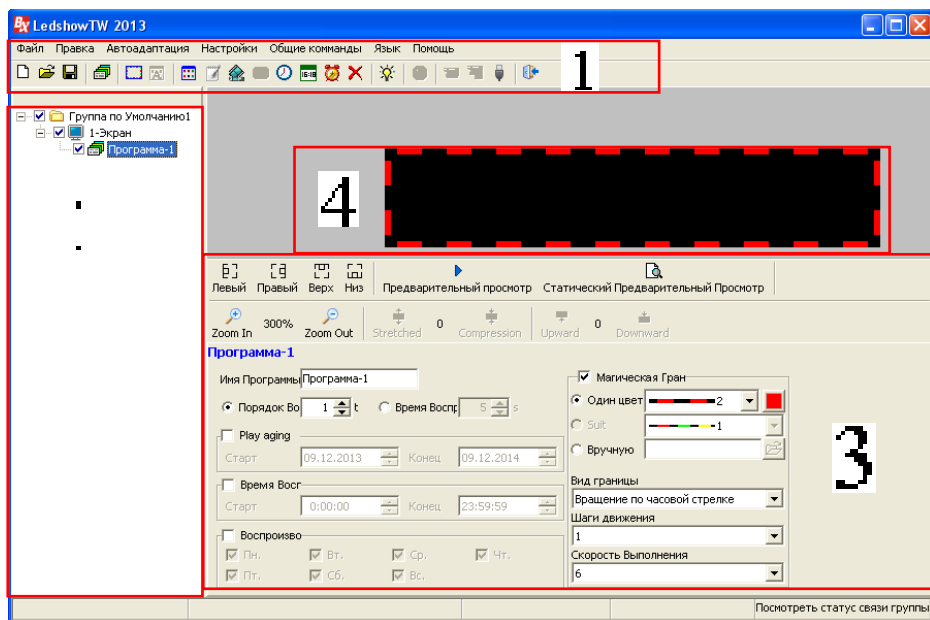 LedshowTW 2013
Файл Правка Автоадаптация Настройки Общие комманды Язык Помощь
1
Группа по Умолчанию1
1-Экран
Программа-1
4
Левый Правый Верх Низ Предварительный просмотр Статический Предварительный Просмотр
Zoom In 300% Zoom Out Stretched 0 Compression Upward 0 Downward
Программа-1
Имя Программы Программа-1
Порядок Во 1 t Время Воспр 5 s
Play aging
Старт 09.12.2013 Конец 09.12.2014
Время Восг
Старт 0:00:00 Конец 23:59:59
Воспроизво
Пн. Вт. Ср. Чт.
Пт. Сб. Вс.
Магическая Гран
Один цвет 2
Suit 1
Вручную
Вид границы
Вращение по часовой стрелке
Шаги движения
1
Скорость Выполнения
6
3
Посмотреть статус связи группы